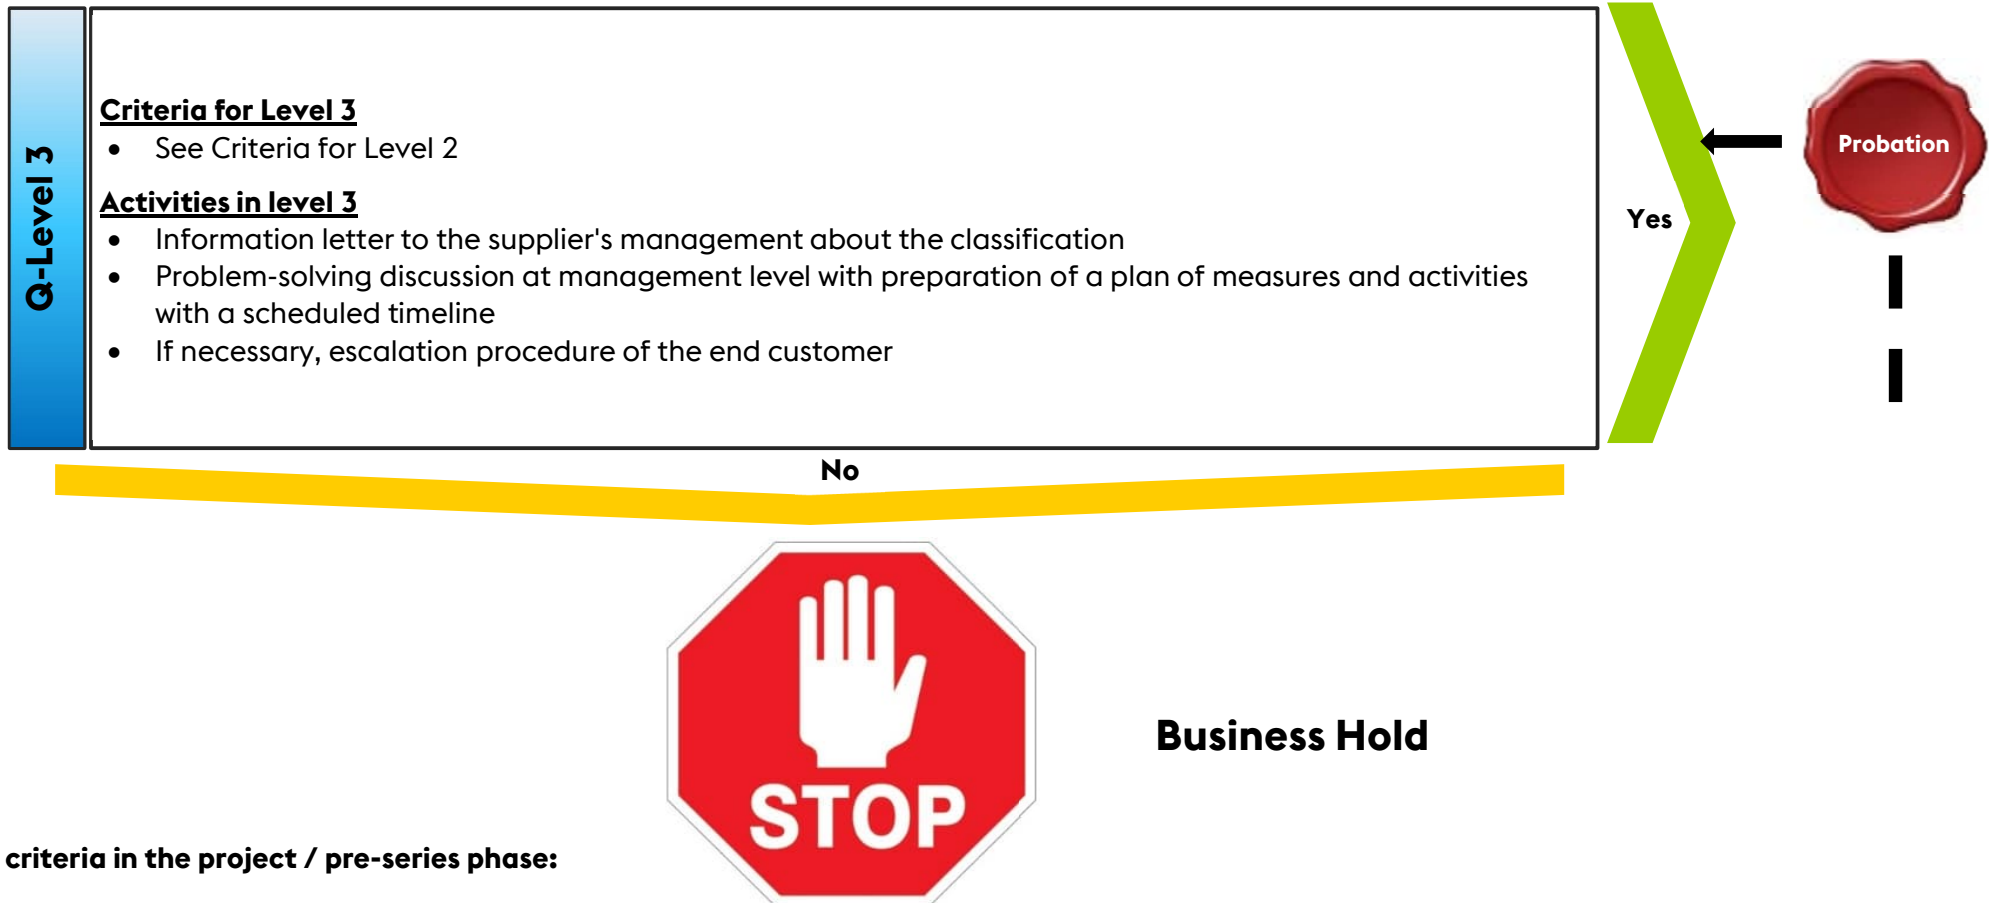 Q-Level 3
Criteria for Level 3
• See Criteria for Level 2
Activities in level 3
• Information letter to the supplier's management about the classification
• Problem-solving discussion at management level with preparation of a plan of measures and activities
with a scheduled timeline
• If necessary, escalation procedure of the end customer
Yes
Probation
No
STOP
Business Hold
criteria in the project / pre-series phase: